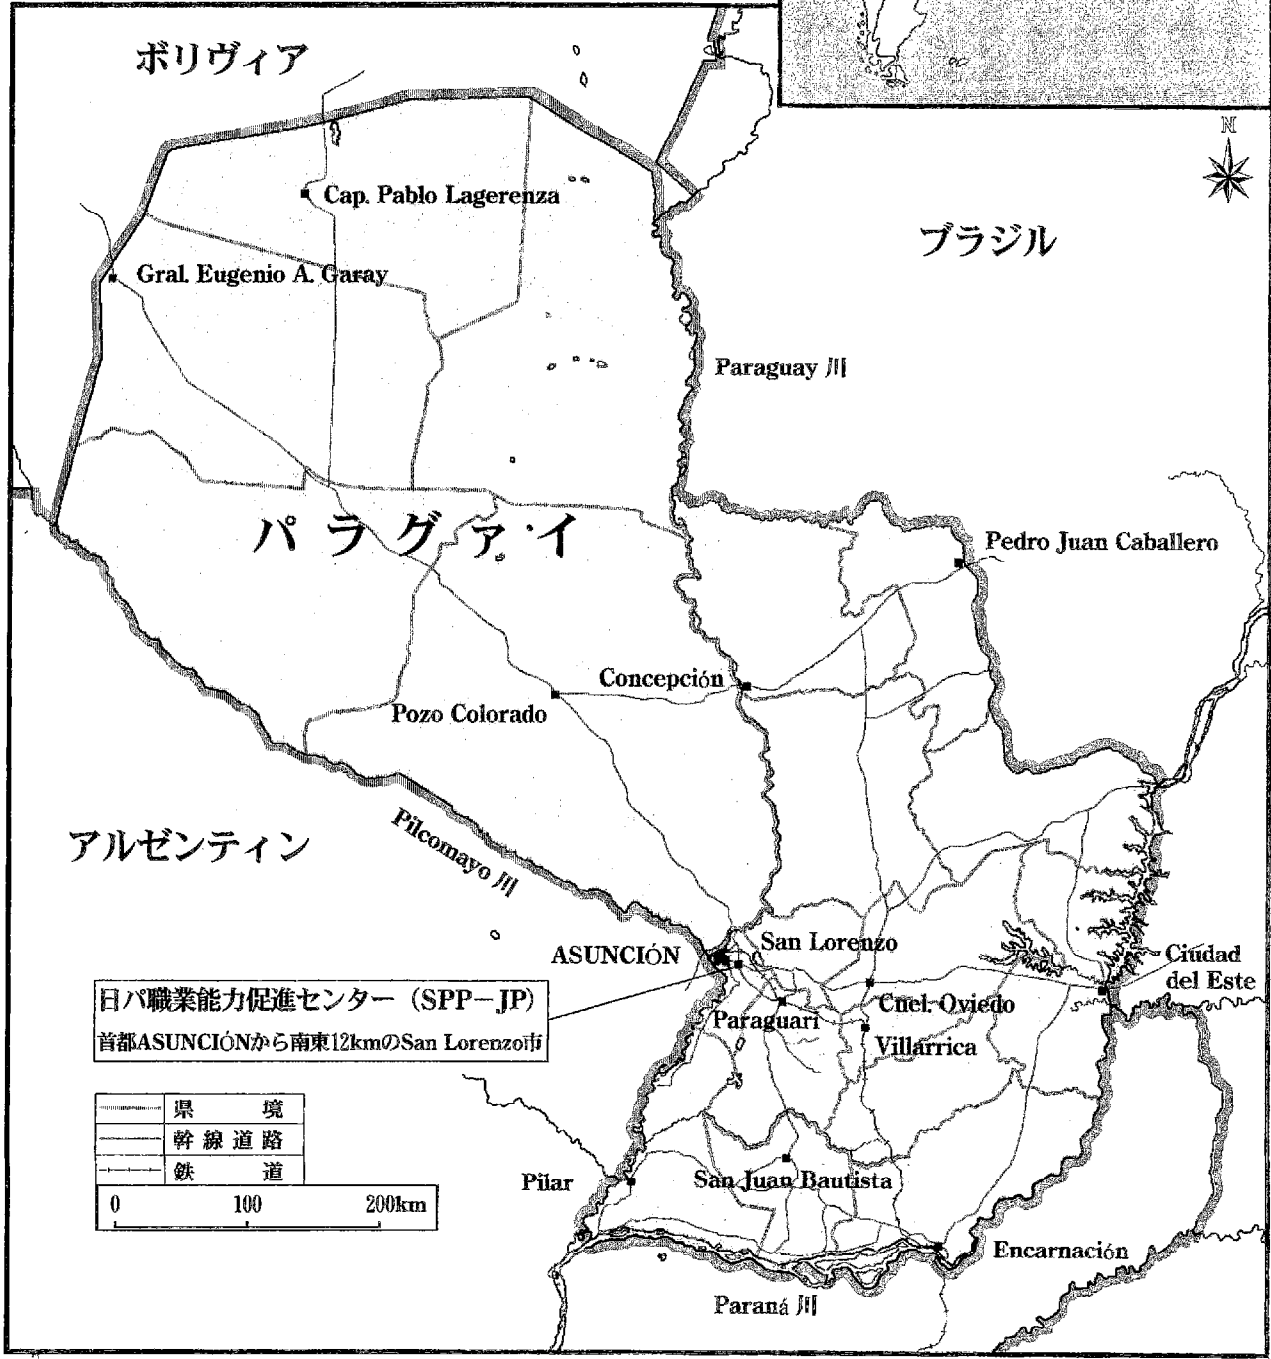 ボリヴィア
N
Cap. Pablo Lagerenza
ブラジル
Gral. Eugenio A. Garay
Paraguay 川
パラグァイ
Pedro Juan Caballero
Concepción
Pozo Colorado
アルゼンティン
Pilcomayo 川
ASUNCIÓN
San Lorenzo
Ciudad
del Este
日パ職業能力促進センター（SPP－JP）
首都ASUNCIÓNから南東12kmのSan Lorenzo市
Cnel. Oviedo
Paraguarí
Villarrica
県境
幹線道路
鉄道
0 100 200km
Pilar
San Juan Bautista
Encarnación
Paraná 川